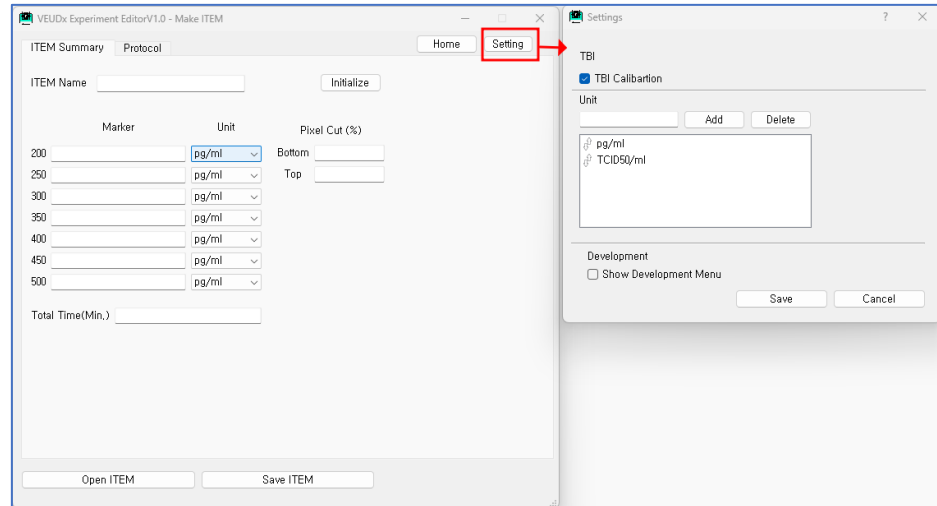 VEUDx Experiment EditorV1.0 - Make ITEM
ITEM Summary Protocol Home Setting
ITEM Name Initialize
Marker Unit Pixel Cut (%)
200 pg/ml Bottom
250 pg/ml Top
300 pg/ml
350 pg/ml
400 pg/ml
450 pg/ml
500 pg/ml
Total Time(Min,)
Open ITEM Save ITEM
Settings ?
TBI
TBI Calibartion
Unit
Add Delete
pg/ml
TCID50/ml
Development
Show Development Menu
Save Cancel